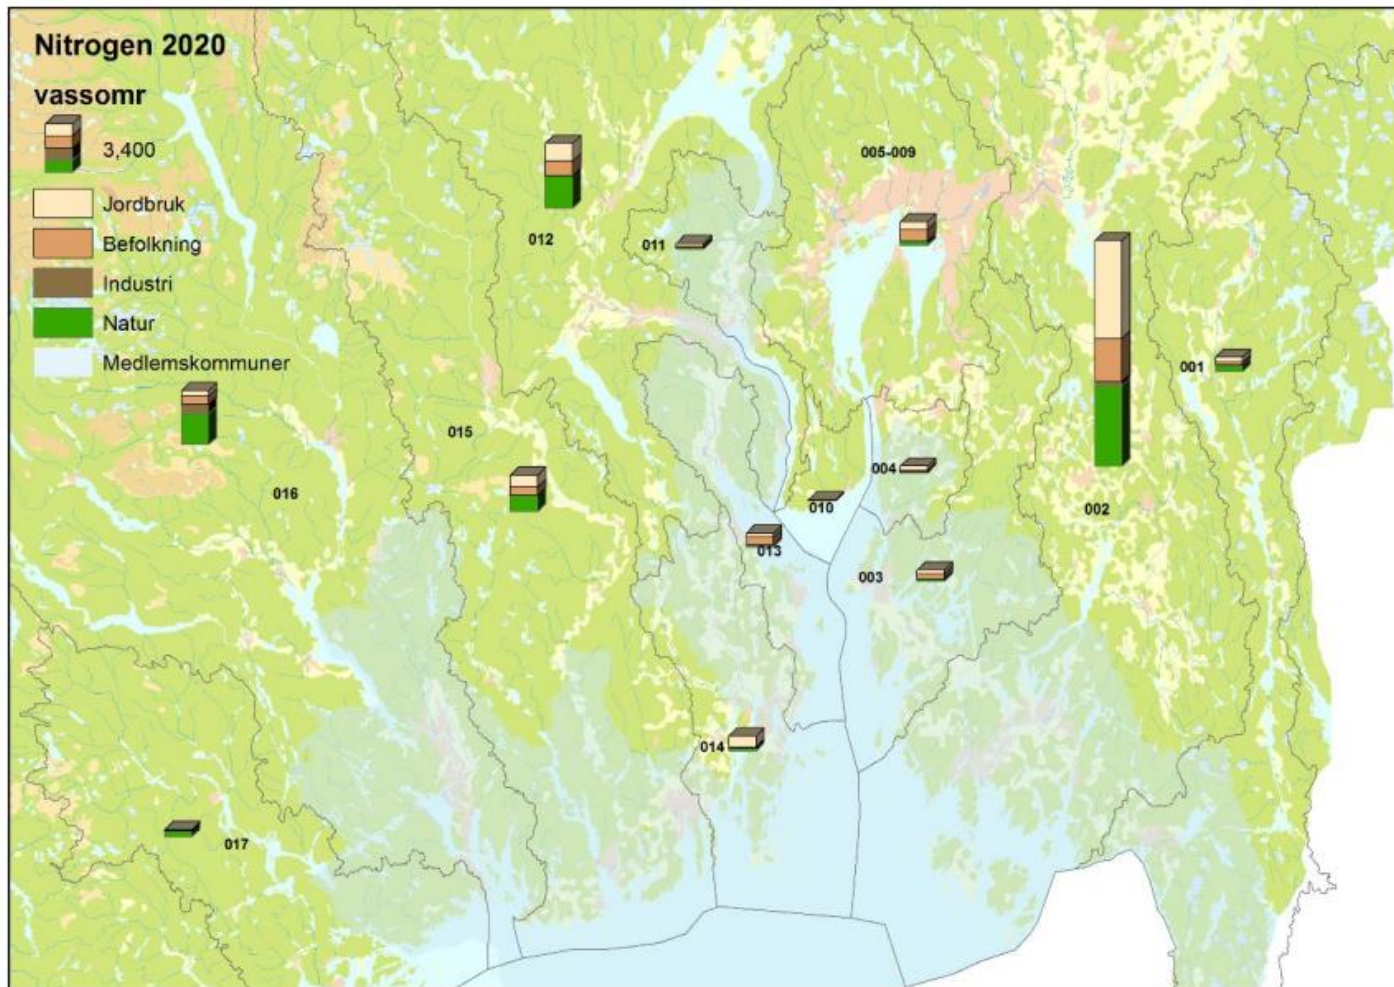 Nitrogen 2020
vassomr
3,400
Jordbruk
Befolkning
Industri
Natur
Medlemskommuner
005-009
012
011
001
015
016
004
010
002
013
003
014
017